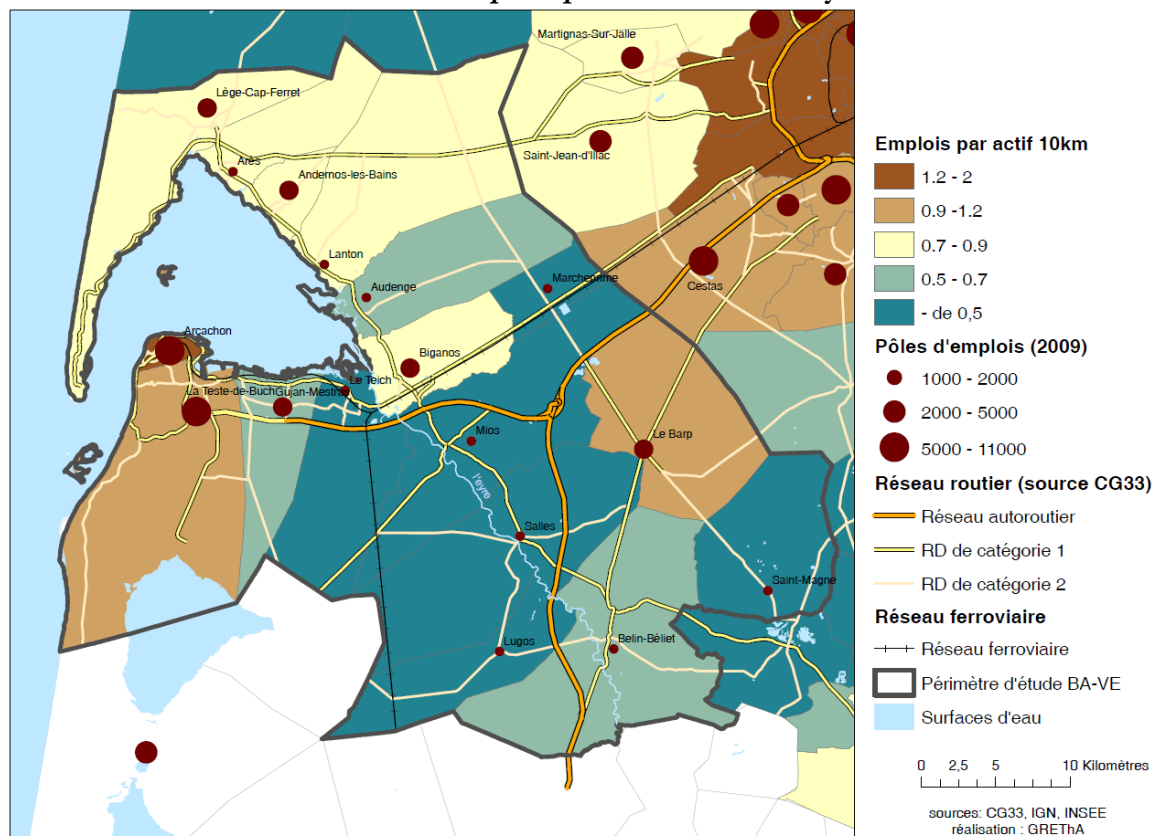 Martignas-Sur-Jalle
Lège-Cap-Ferret
Saint-Jean-d'Illac
Arès
Andernos-les-Bains
Lanton
Audenge
Marcheprime
Cestas
Arcachon
Biganos
Le Teich
La Teste-de-Buch
Gujan-Mestras
Mios
Le Barp
l'eyre
Salles
Saint-Magne
Lugos
Belin-Béliet
Emplois par actif 10km
1.2 - 2
0.9 -1.2
0.7 - 0.9
0.5 - 0.7
- de 0,5
Pôles d'emplois (2009)
1000 - 2000
2000 - 5000
5000 - 11000
Réseau routier (source CG33)
Réseau autoroutier
RD de catégorie 1
RD de catégorie 2
Réseau ferroviaire
Réseau ferroviaire
Périmètre d'étude BA-VE
Surfaces d'eau
0 2,5 5 10 Kilomètres
sources: CG33, IGN, INSEE
réalisation : GREThA